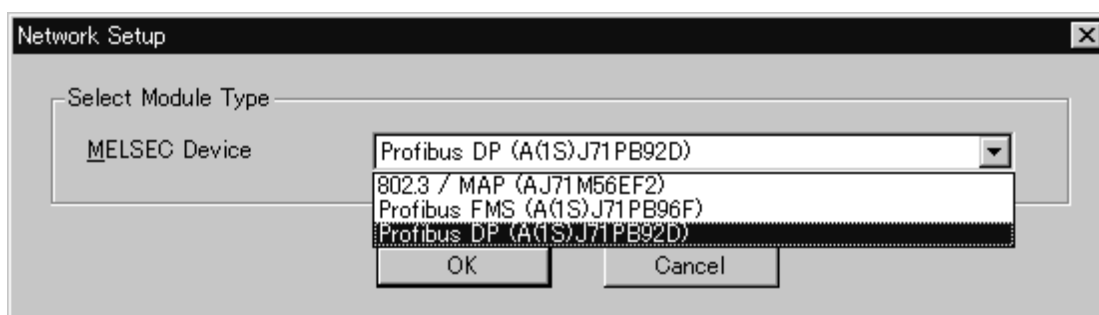 Network Setup
Select Module Type
MELSEC Device
Profibus DP (A(1S)J71PB92D)
802.3 / MAP (AJ71M56EF2)
Profibus FMS (A(1S)J71PB96F)
Profibus DP (A(1S)J71PB92D)
OK
Cancel